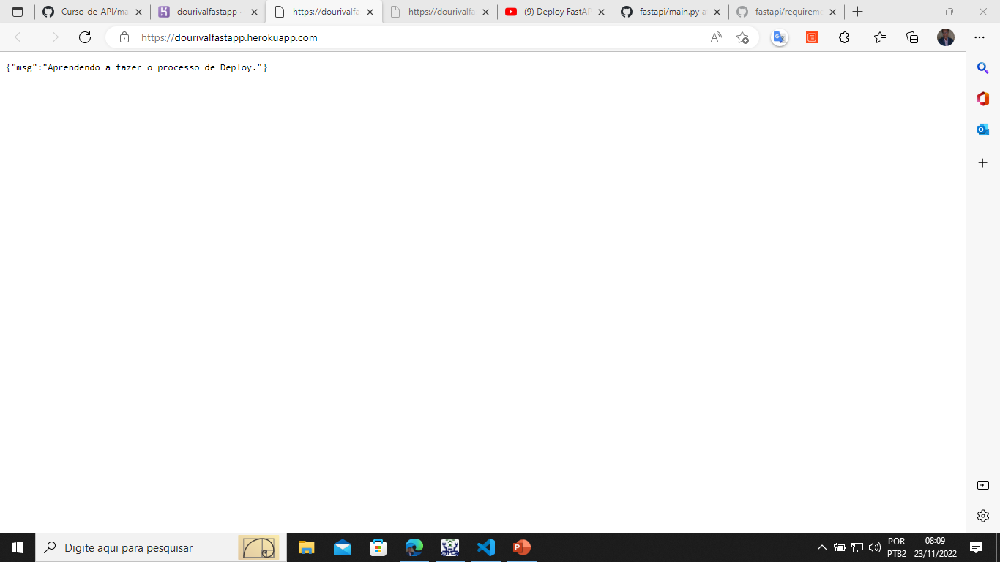 Curso-de-API/ma
dourivalfastapp
https://dourivalfa
https://dourivalfa
(9) Deploy FastAP
fastapi/main.py a
fastapi/requireme
https://dourivalfastapp.herokuapp.com
{"msg":"Aprendendo a fazer o processo de Deploy."}
Digite aqui para pesquisar
POR
PTB2
08:09
23/11/2022